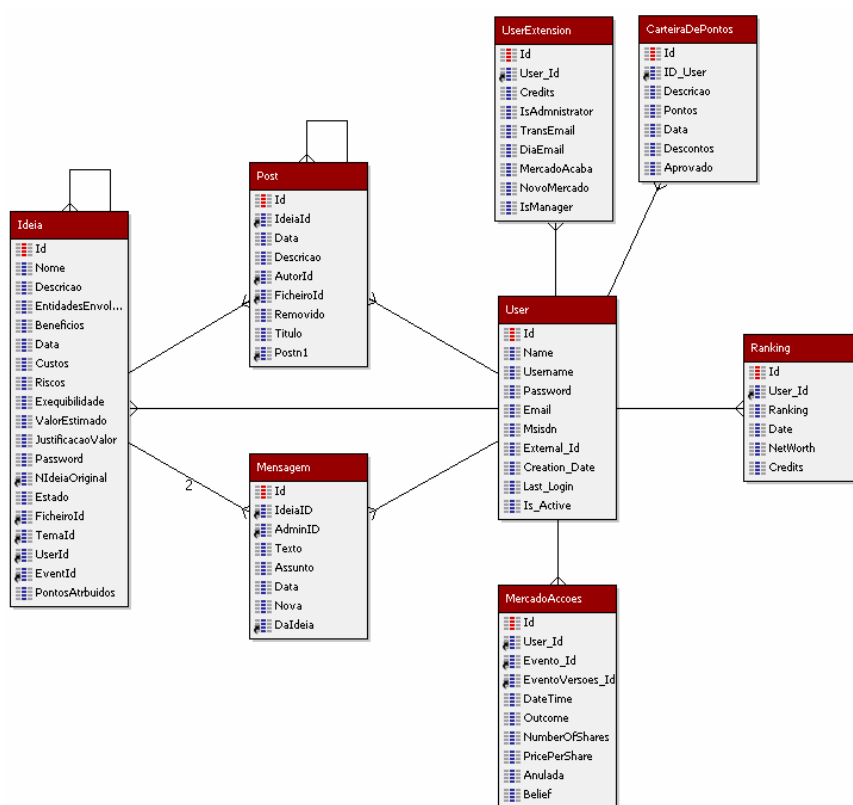 UserExtension
Id
User_Id
Credits
IsAdmnistrator
TransEmail
DiaEmail
MercadoAcaba
NovoMercado
IsManager
CarteiraDePontos
Id
ID_User
Descricao
Pontos
Data
Descontos
Aprovado
Post
Id
IdeiaId
Data
Descricao
AutorId
FicheiroId
Removido
Titulo
Postn1
Ideia
Id
Nome
Descricao
EntidadesEnvol...
Beneficios
Data
Custos
Riscos
Exequibilidade
ValorEstimado
JustificacaoValor
Password
NIdeiaOriginal
Estado
FicheiroId
TemaId
UserId
EventId
PontosAtrbuidos
User
Id
Name
Username
Password
Email
Msisdn
External_Id
Creation_Date
Last_Login
Is_Active
Ranking
Id
User_Id
Ranking
Date
NetWorth
Credits
2
Mensagem
Id
IdeiaID
AdminID
Texto
Assunto
Data
Nova
DaIdeia
MercadoAccoes
Id
User_Id
Evento_Id
EventoVersoes_Id
DateTime
Outcome
NumberOfShares
PricePerShare
Anulada
Belief